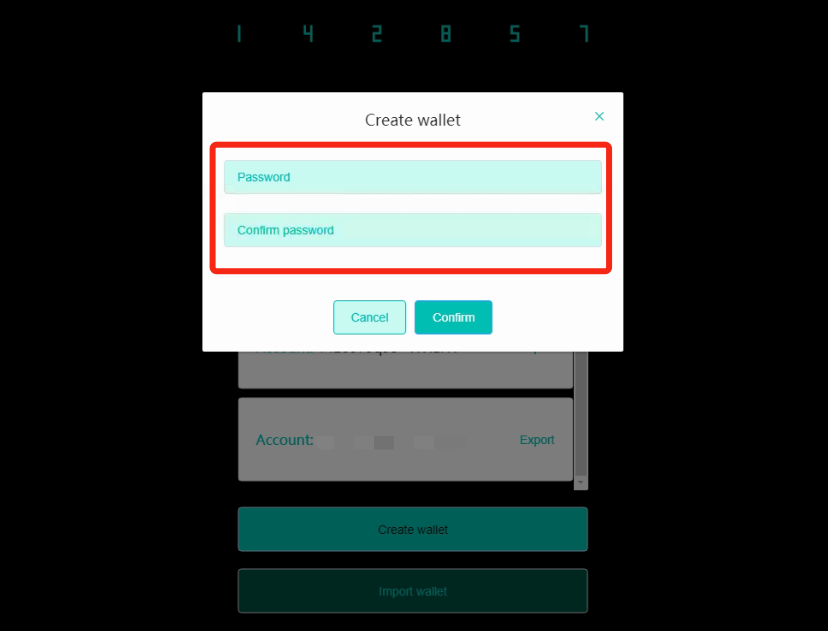 1 4 2 8 5 7
Create wallet
×
Password
Confirm password
Cancel Confirm
Account: Export
Create wallet
Import wallet